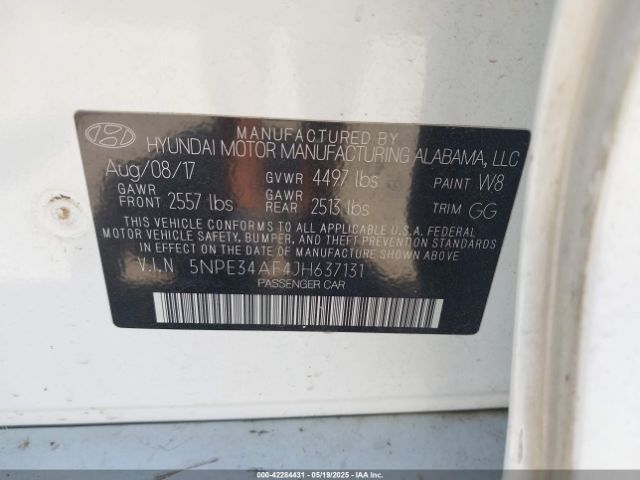 MANUFACTURED BY
HYUNDAI MOTOR MANUFACTURING ALABAMA, LLC
Aug/08/17 GVWR 4497 lbs PAINT W8
GAWR FRONT 2557 lbs GAWR REAR 2513 lbs TRIM GG
THIS VEHICLE CONFORMS TO ALL APPLICABLE U.S. FEDERAL
MOTOR VEHICLE SAFETY, BUMPER, AND THEFT PREVENTION
STANDARDS IN EFFECT ON THE DATE OF MANUFACTURE SHOWN ABOVE.
V.I.N 5NPE34AF4JH637131
PASSENGER CAR
000-42284431 - 05/19/2025 - IAA